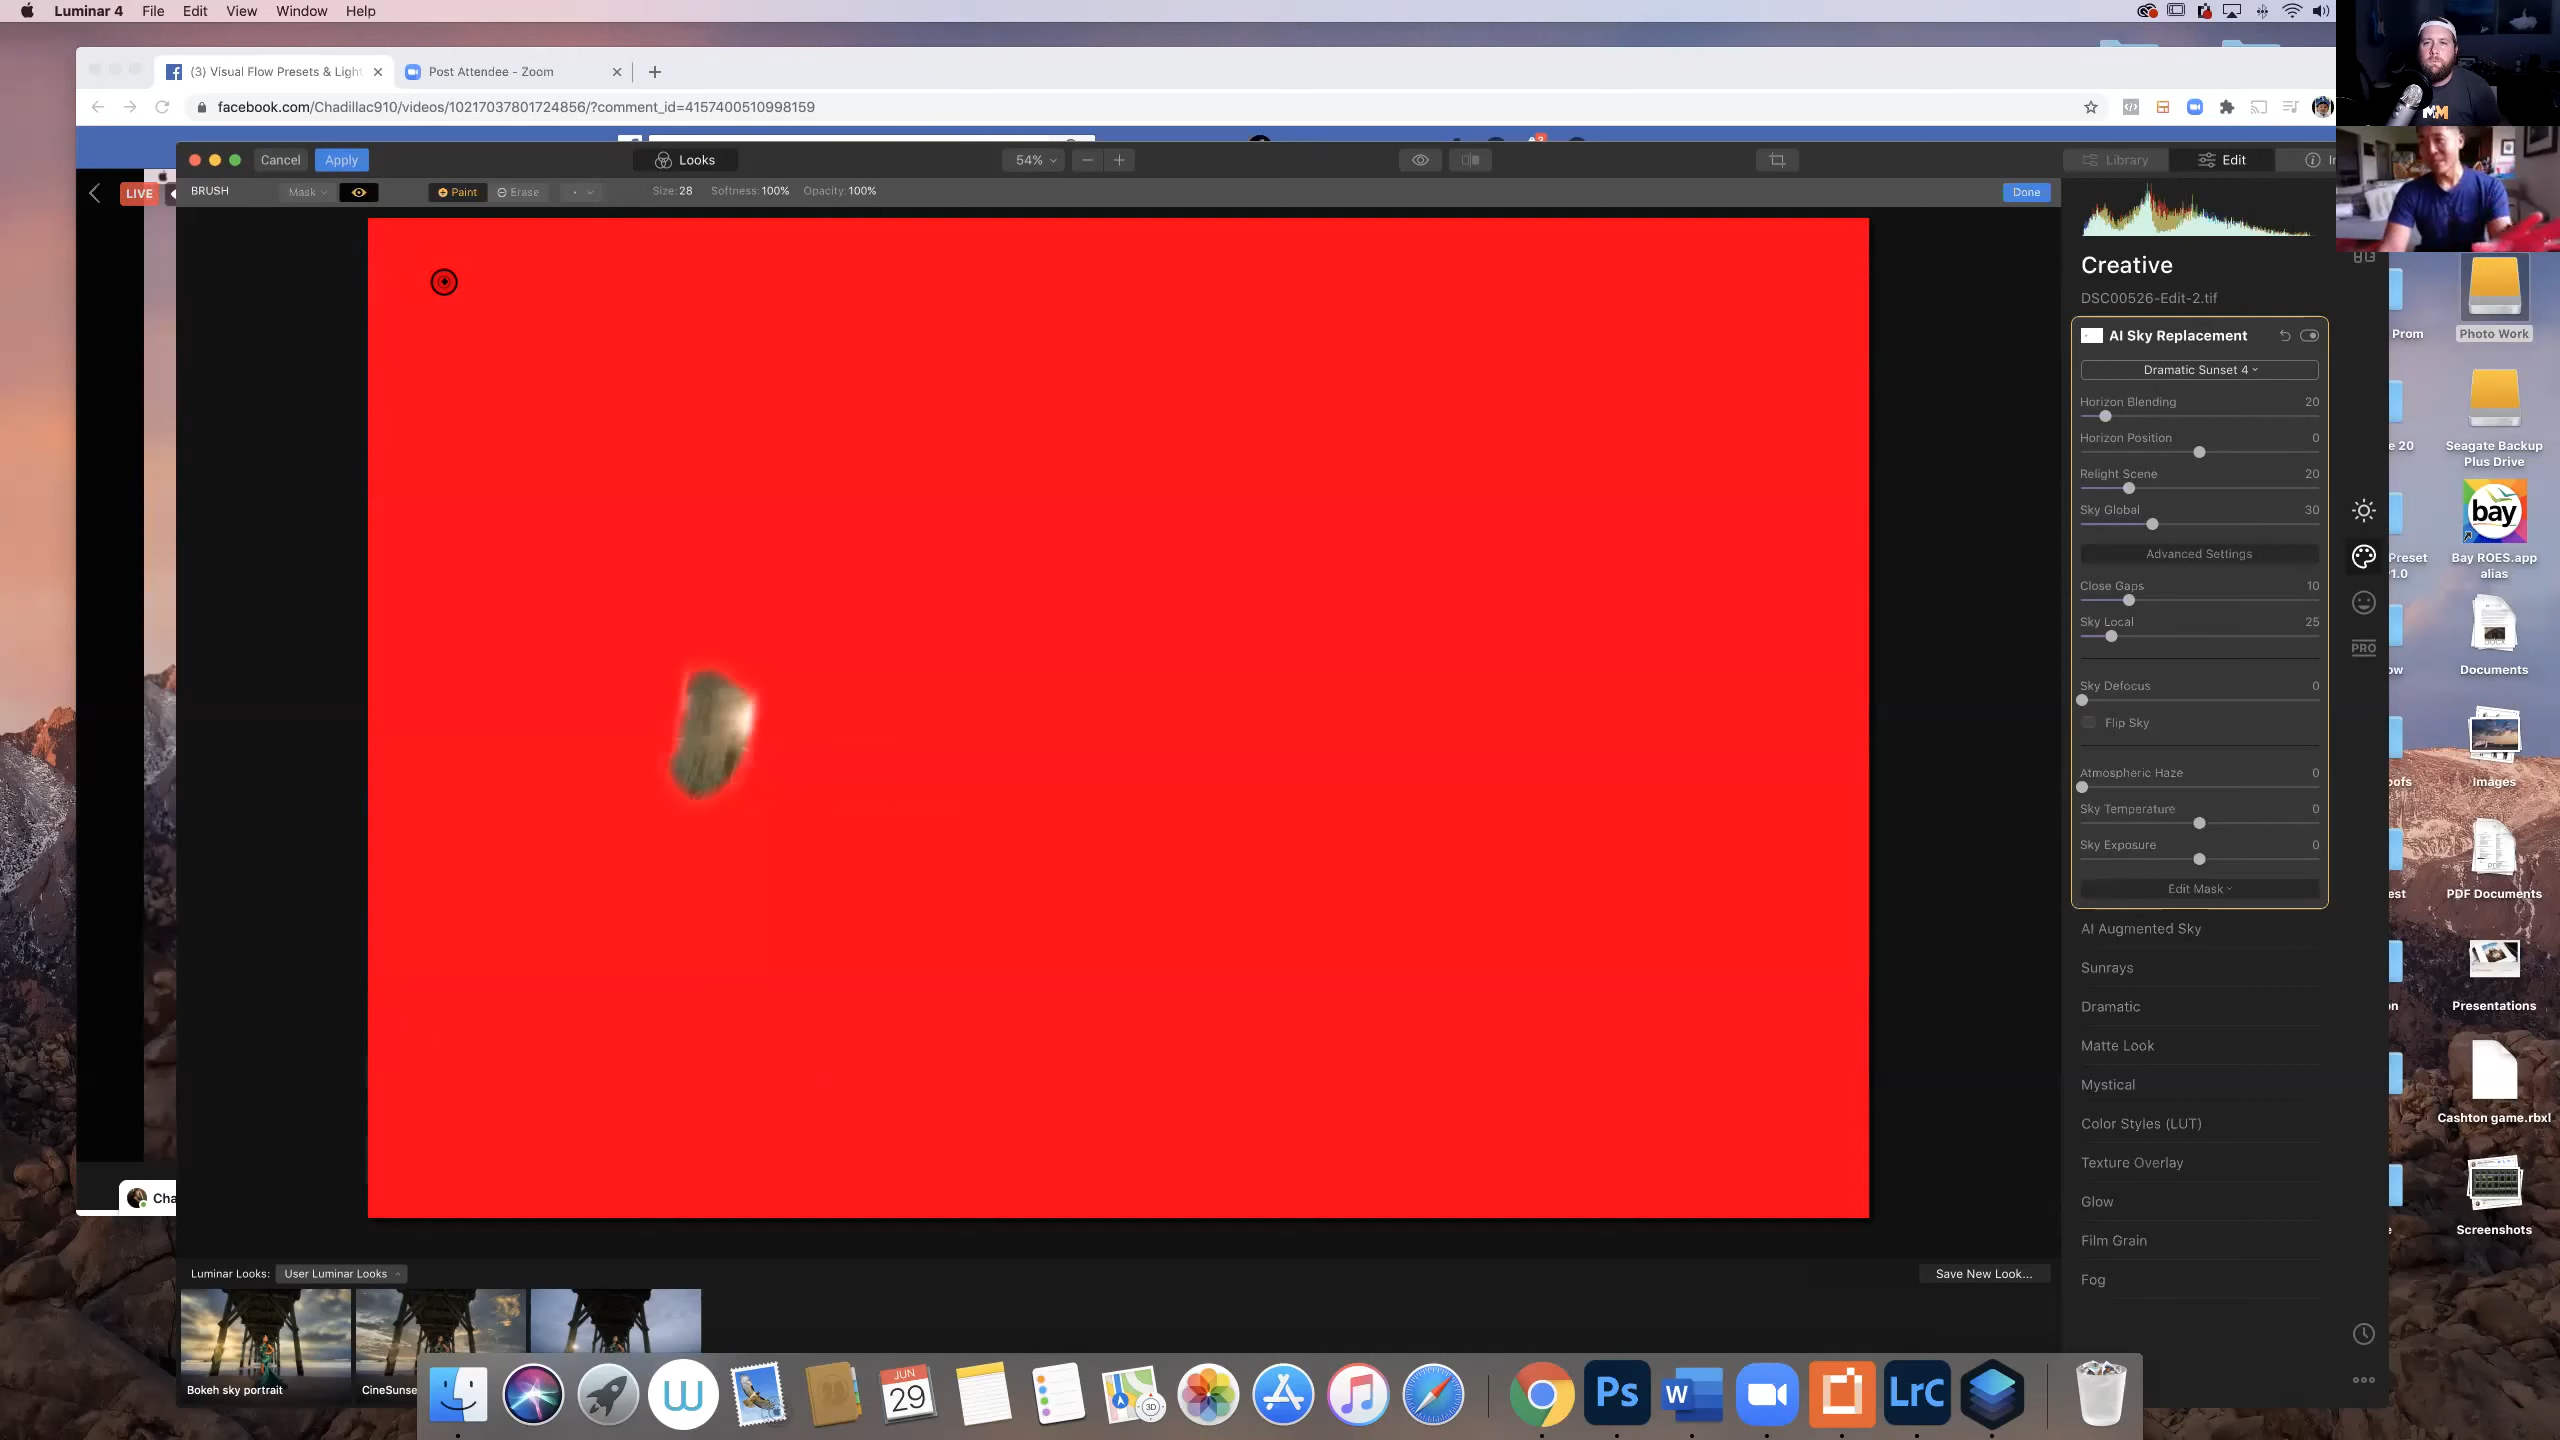 Luminar 4 File Edit View Window Help
(3) Visual Flow Presets & Light
Post Attendee - Zoom
facebook.com/Chadillac910/videos/10217037801724856/?comment_id=4157400510998159
Cancel Apply Looks 54% Library Edit
LIVE
BRUSH Mask Paint Erase Size: 28 Softness: 100% Opacity: 100% Done
Creative
DSC00526-Edit-2.tif
AI Sky Replacement
Dramatic Sunset 4
Horizon Blending 20
Horizon Position 0
Relight Scene 20
Sky Global 30
Advanced Settings
Close Gaps 10
Sky Local 25
Sky Defocus 0
Flip Sky
Atmospheric Haze 0
Sky Temperature 0
Sky Exposure 0
Edit Mask
AI Augmented Sky
Sunrays
Dramatic
Matte Look
Mystical
Color Styles (LUT)
Texture Overlay
Glow
Film Grain
Fog
PRO
Prom
Photo Work
e 20
Seagate Backup
Plus Drive
bay
Preset
1.0
Bay ROES.app
alias
Documents
Images
PDF
PDF Documents
Presentations
Cashton game.rbxl
Screenshots
Cha
Luminar Looks: User Luminar Looks
Save New Look...
Bokeh sky portrait
CineSunse
JUN
29
3D
Ps
W
LrC